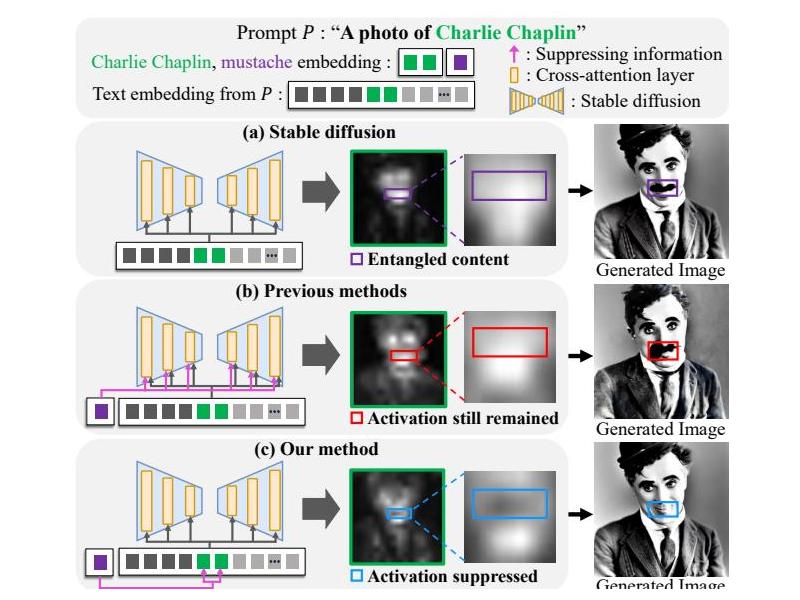 Prompt P : “A photo of Charlie Chaplin”
Charlie Chaplin, mustache embedding :
Text embedding from P :
: Suppressing information
: Cross-attention layer
: Stable diffusion
(a) Stable diffusion
Entangled content
Generated Image
(b) Previous methods
Activation still remained
Generated Image
(c) Our method
Activation suppressed
Generated Image